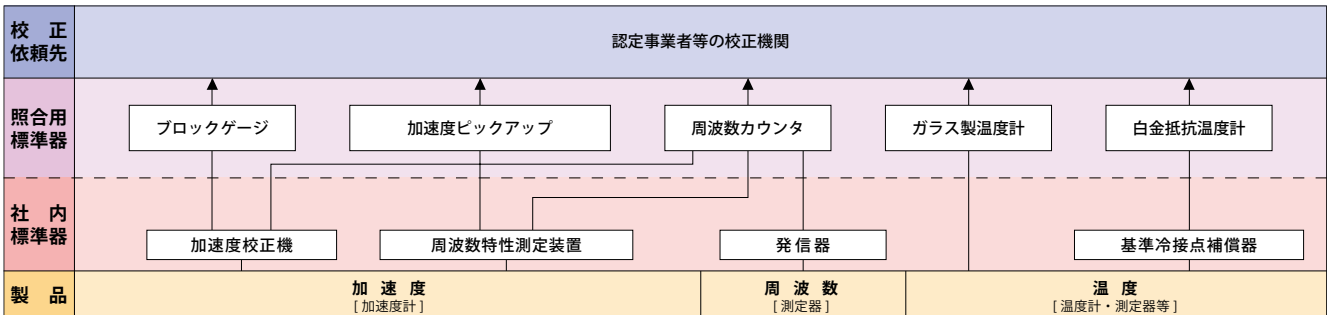 校 正
依頼先
認定事業者等の校正機関
照合用
標準器
ブロックゲージ
加速度ピックアップ
周波数カウンタ
ガラス製温度計
白金抵抗温度計
社 内
標準器
加速度校正機
周波数特性測定装置
発信器
基準冷接点補償器
製 品
加 速 度
[ 加速度計 ]
周 波 数
[ 測定器 ]
温 度
[ 温度計・測定器等 ]